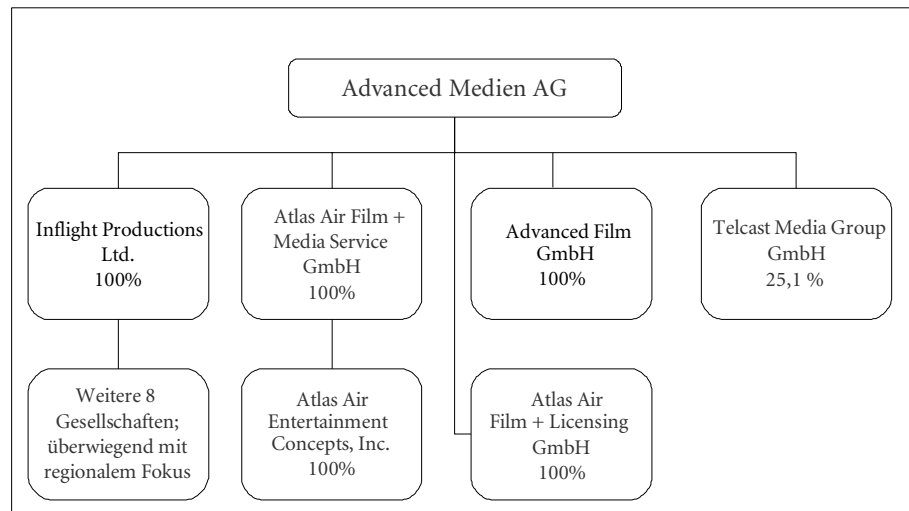 Advanced Medien AG
Inflight Productions
Ltd.
100%
Atlas Air Film +
Media Service
GmbH
100%
Advanced Film
GmbH
100%
Telcast Media Group
GmbH
25,1 %
Weitere 8
Gesellschaften;
überwiegend mit
regionalem Fokus
Atlas Air
Entertainment
Concepts, Inc.
100%
Atlas Air
Film + Licensing
GmbH
100%